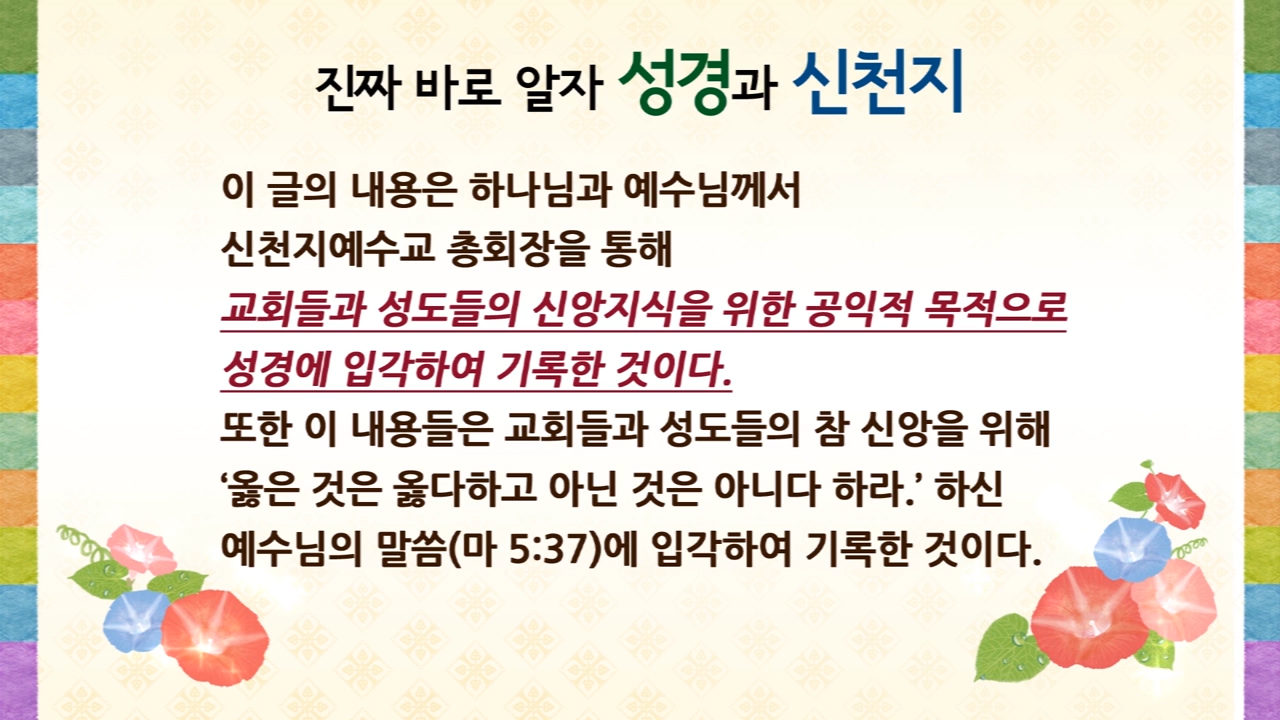 진짜 바로 알자 성경과 신천지
이 글의 내용은 하나님과 예수님께서
신천지예수교 총회장을 통해
교회들과 성도들의 신앙지식을 위한 공익적 목적으로
성경에 입각하여 기록한 것이다.
또한 이 내용들은 교회들과 성도들의 참 신앙을 위해
‘옳은 것은 옳다하고 아닌 것은 아니다 하라.’ 하신
예수님의 말씀(마 5:37)에 입각하여 기록한 것이다.